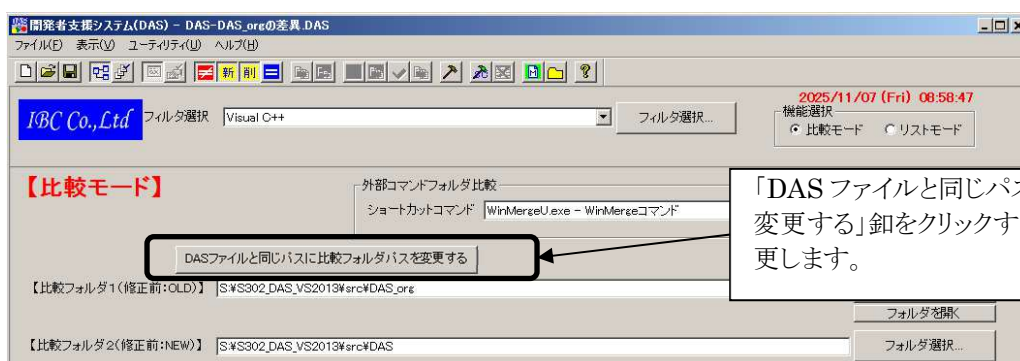 開発者支援システム(DAS) - DAS-DAS_orgの差異.DAS
ファイル(F) 表示(V) ユーティリティ(U) ヘルプ(H)
新 削 M ?
2025/11/07 (Fri) 08:58:47
IBC Co.,Ltd フィルタ選択 Visual C++ フィルタ選択... 機能選択
比較モード リストモード
【比較モード】 外部コマンドフォルダ比較
ショートカットコマンド WinMergeU.exe - WinMergeコマンド
「DASファイルと同じパス
変更する」釦をクリックす
更します。
DASファイルと同じパスに比較フォルダパスを変更する
【比較フォルダ1(修正前:OLD)】 S:¥S302_DAS_VS2013¥src¥DAS_org
フォルダを開く
【比較フォルダ2(修正前:NEW)】 S:¥S302_DAS_VS2013¥src¥DAS フォルダ選択...